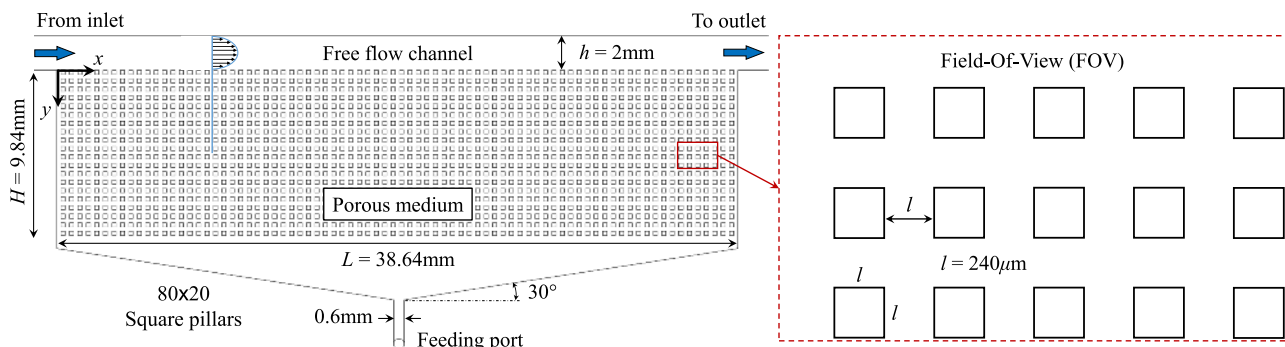 From inlet
To outlet
Free flow channel
h = 2mm
x
y
H = 9.84mm
Porous medium
L = 38.64mm
80x20
Square pillars
30°
0.6mm
Feeding port
Field-Of-View (FOV)
l
l = 240μm
l
l